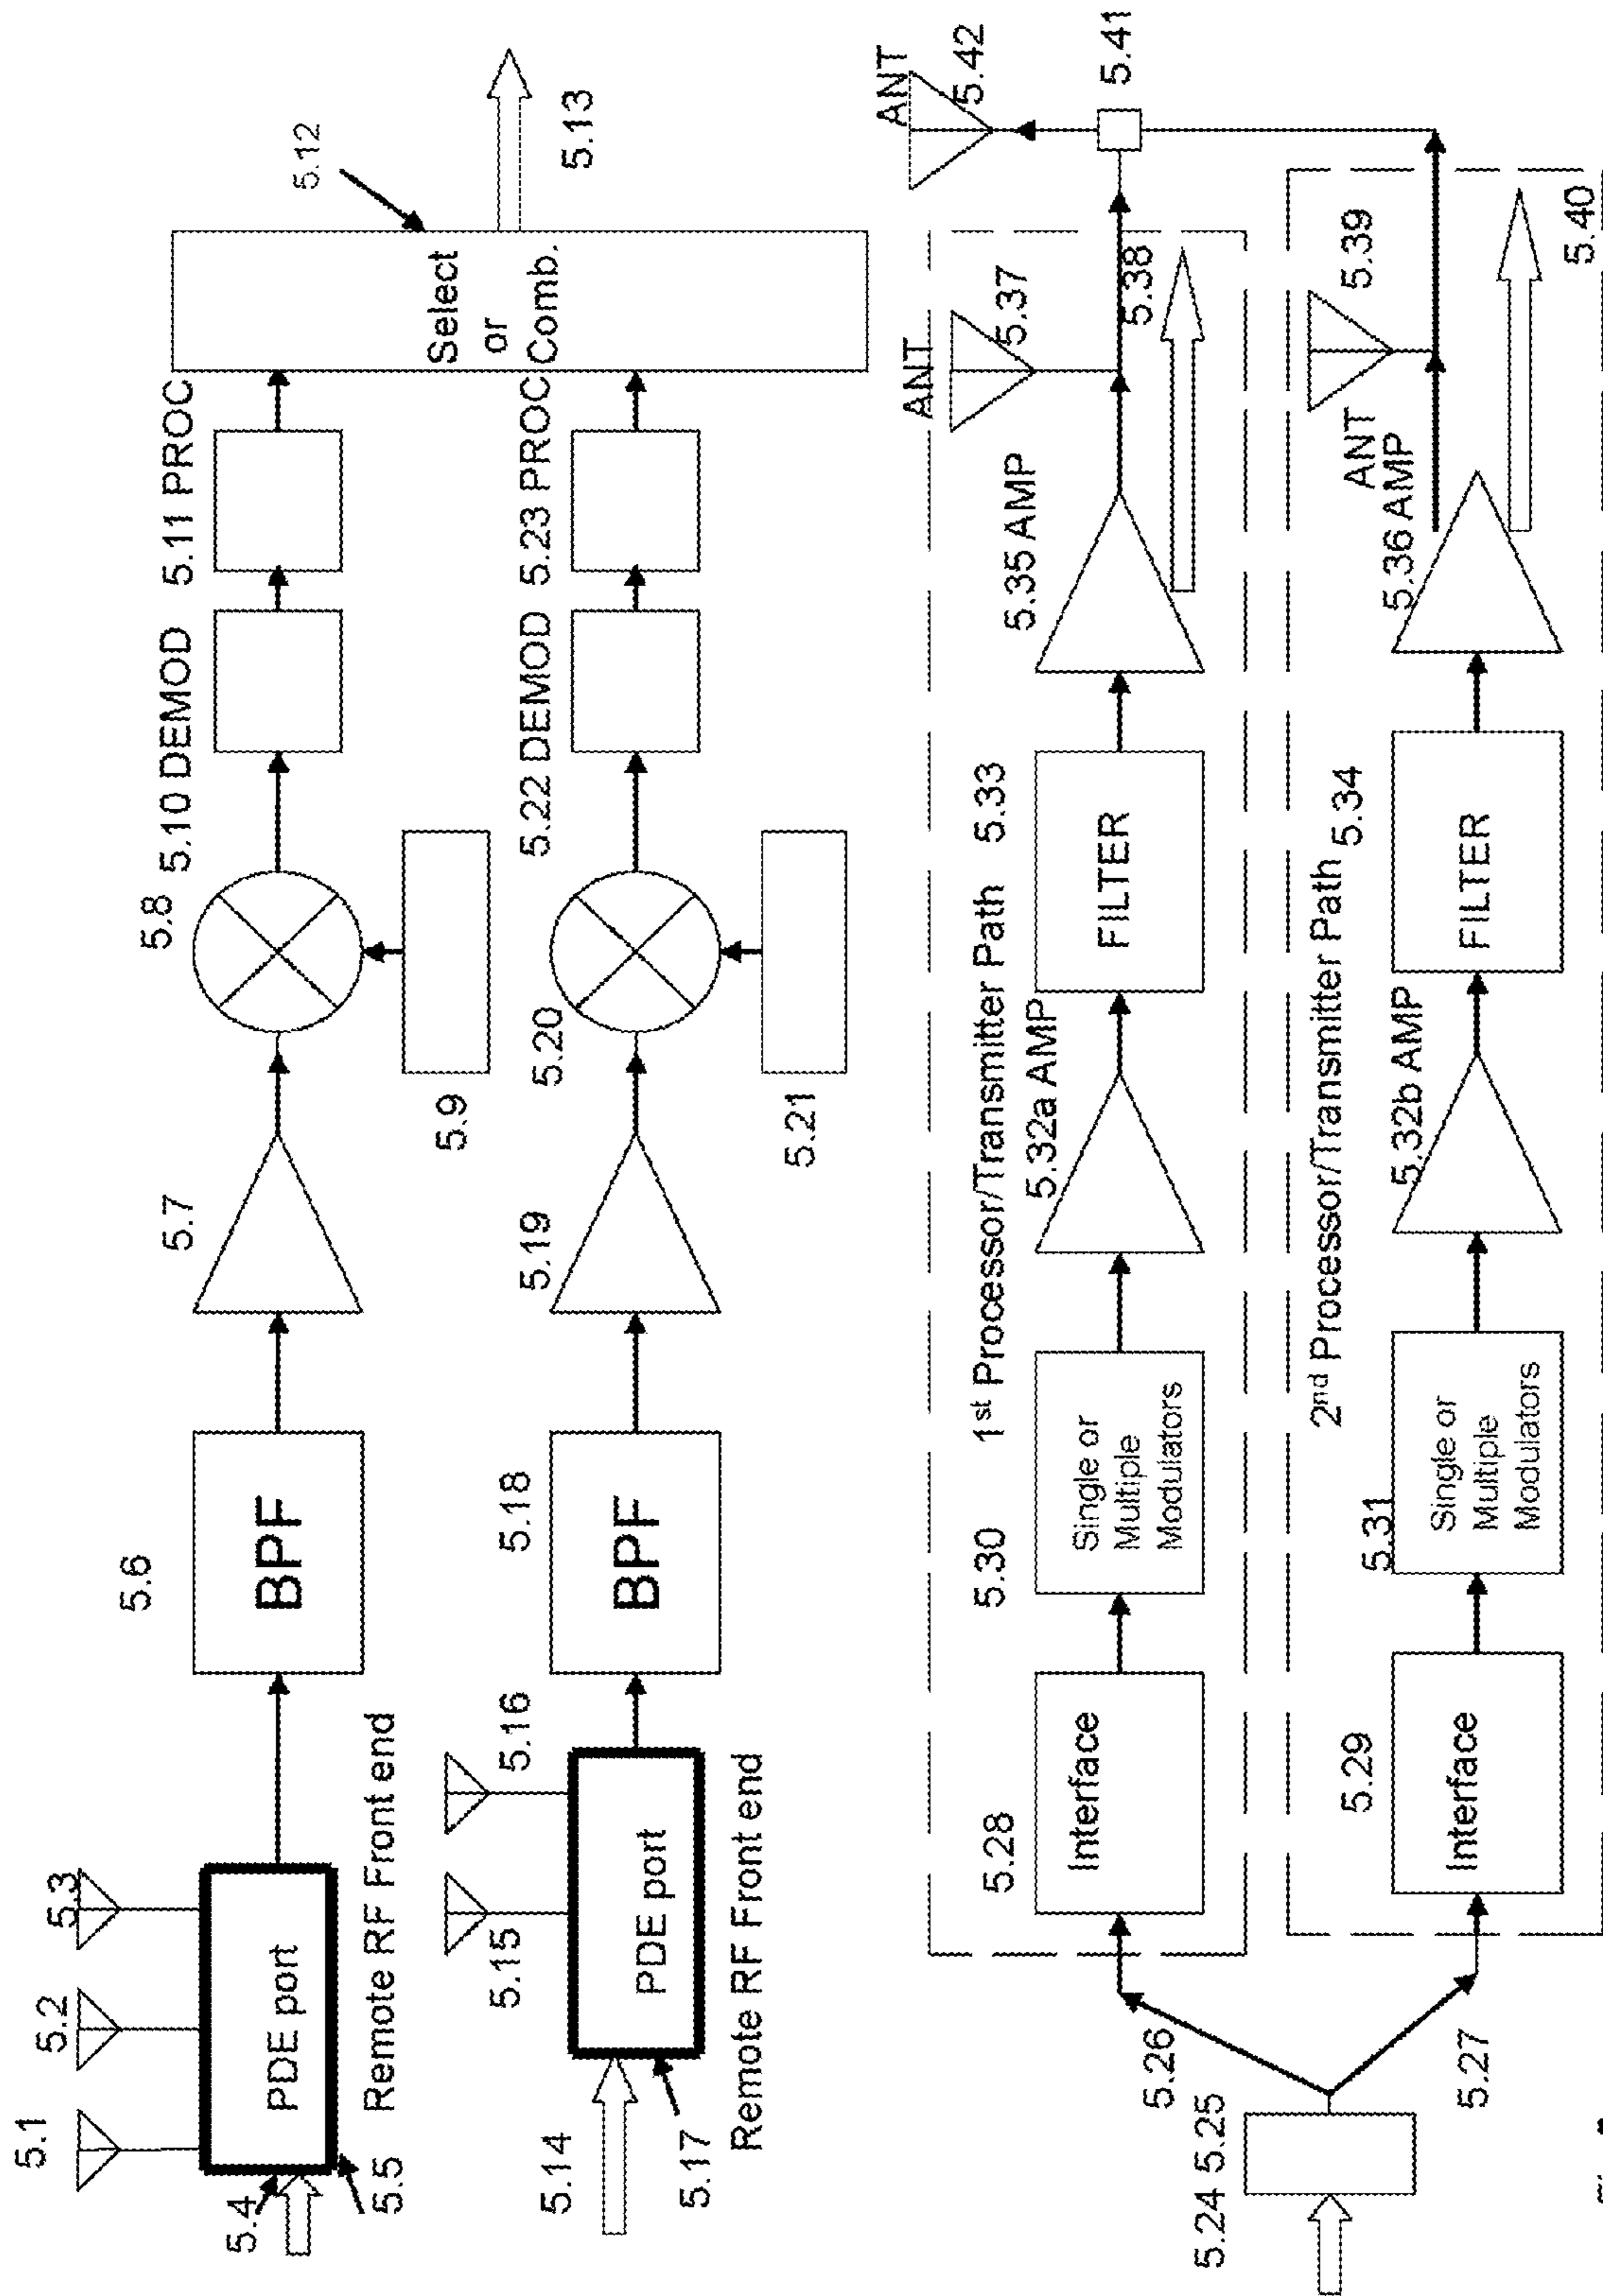 5.1
5.2
5.3
5.4
PDE port
5.5
Remote RF Front end
5.6
BPF
5.7
5.8
5.9
5.10 DEMOD
5.11 PROC
5.12
Select
or
Comb.
5.13
5.14
5.15
5.16
PDE port
5.17
Remote RF Front end
5.18
BPF
5.19
5.20
5.21
5.22 DEMOD
5.23 PROC
5.24
5.25
5.26
5.27
5.28
Interface
5.30
Single or
Multiple
Modulators
1st Processor/Transmitter Path
5.32a AMP
5.33
FILTER
5.35 AMP
ANT
5.37
5.38
5.29
Interface
5.31
Single or
Multiple
Modulators
2nd Processor/Transmitter Path
5.32b AMP
5.34
FILTER
5.36 AMP
ANT
5.39
5.40
5.41
ANT
5.42